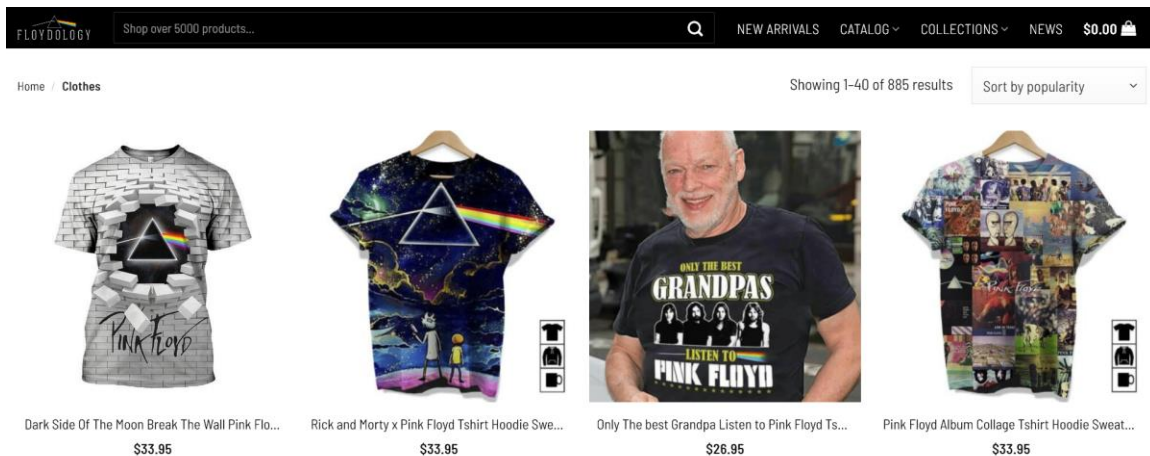 FLOYDOLOGY
Shop over 5000 products...
NEW ARRIVALS CATALOG COLLECTIONS NEWS $0.00
Home / Clothes
Showing 1–40 of 885 results
Sort by popularity
PINK FLOYD
ONLY THE BEST
GRANDPAS
LISTEN TO
PINK FLOYD
PINK FLOYD
Dark Side Of The Moon Break The Wall Pink Flo...
$33.95
Rick and Morty x Pink Floyd Tshirt Hoodie Swe...
$33.95
Only The best Grandpa Listen to Pink Floyd Ts...
$26.95
Pink Floyd Album Collage Tshirt Hoodie Sweat...
$33.95